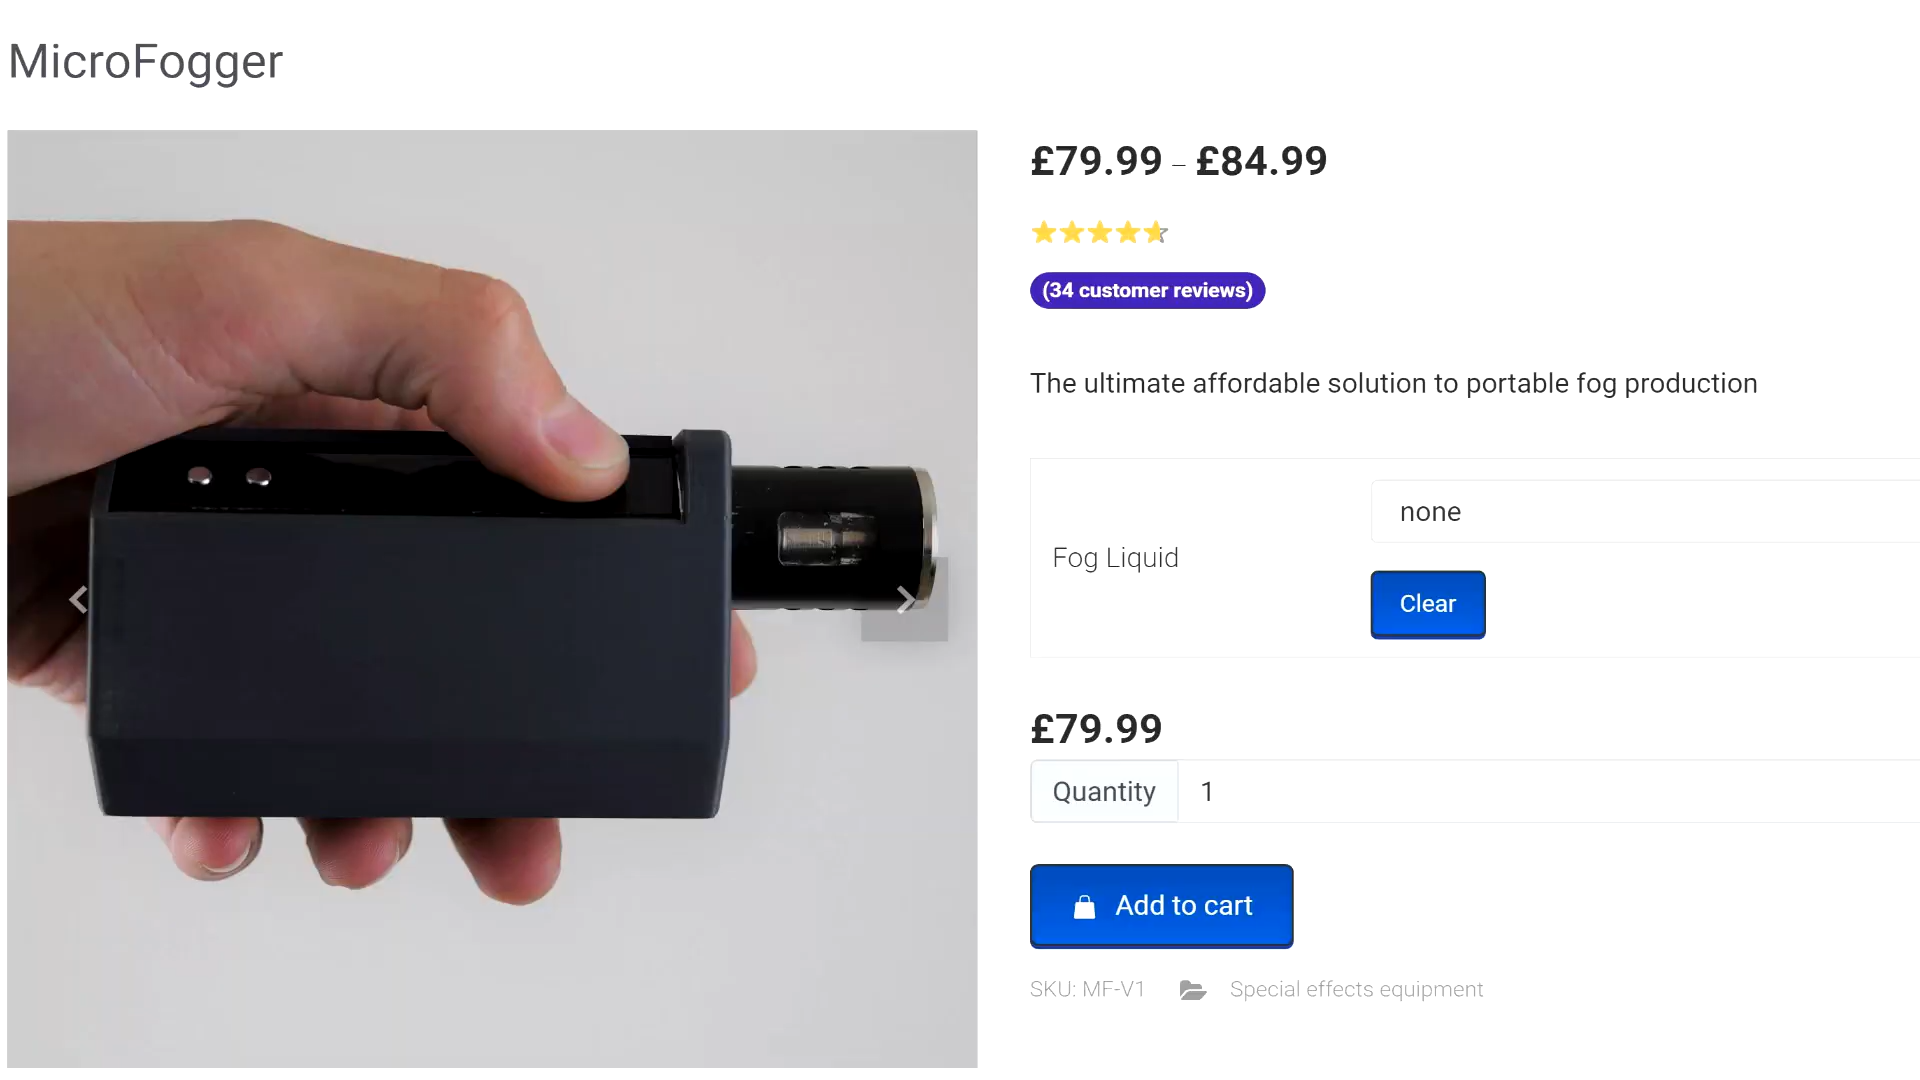 MicroFogger
£79.99 – £84.99
(34 customer reviews)
The ultimate affordable solution to portable fog production
Fog Liquid
none
Clear
£79.99
Quantity
1
Add to cart
SKU: MF-V1
Special effects equipment